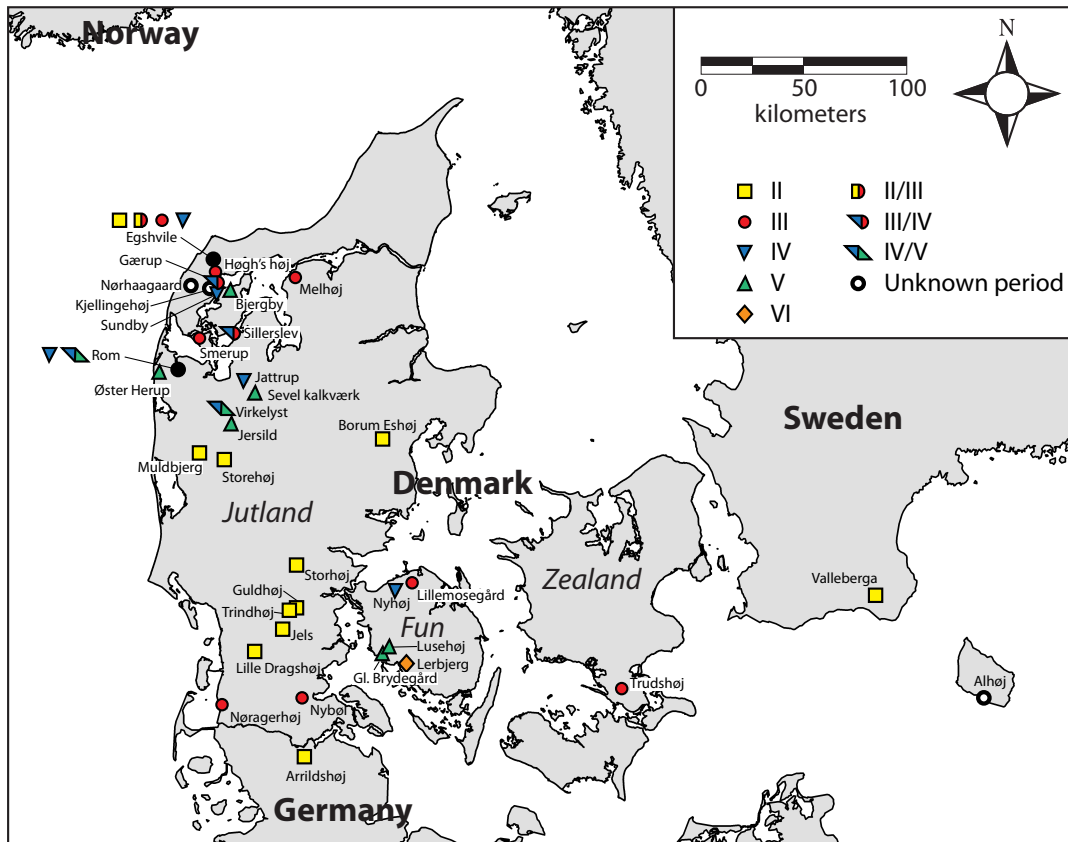 Norway
N
0 50 100
kilometers
II
II/III
III
III/IV
IV
IV/V
V
Unknown period
VI
Egshvile
Gærup
Høgh's høj
Nørhaagaard
Melhøj
Kjellingehøj
Bjergby
Sundby
Sillerslev
Smerup
Rom
Jattrup
Øster Herup
Sevel kalkværk
Virkelyst
Jersild
Borum Eshøj
Sweden
Muldbjerg
Storehøj
Denmark
Jutland
Storhøj
Zealand
Valleberga
Guldhøj
Nyhøj
Lillemosegård
Trindhøj
Fun
Jels
Lusehøj
Lille Dragshøj
Lerbjerg
Gl. Brydegård
Trudshøj
Alhøj
Nøragerhøj
Nybøl
Arrildshøj
Germany